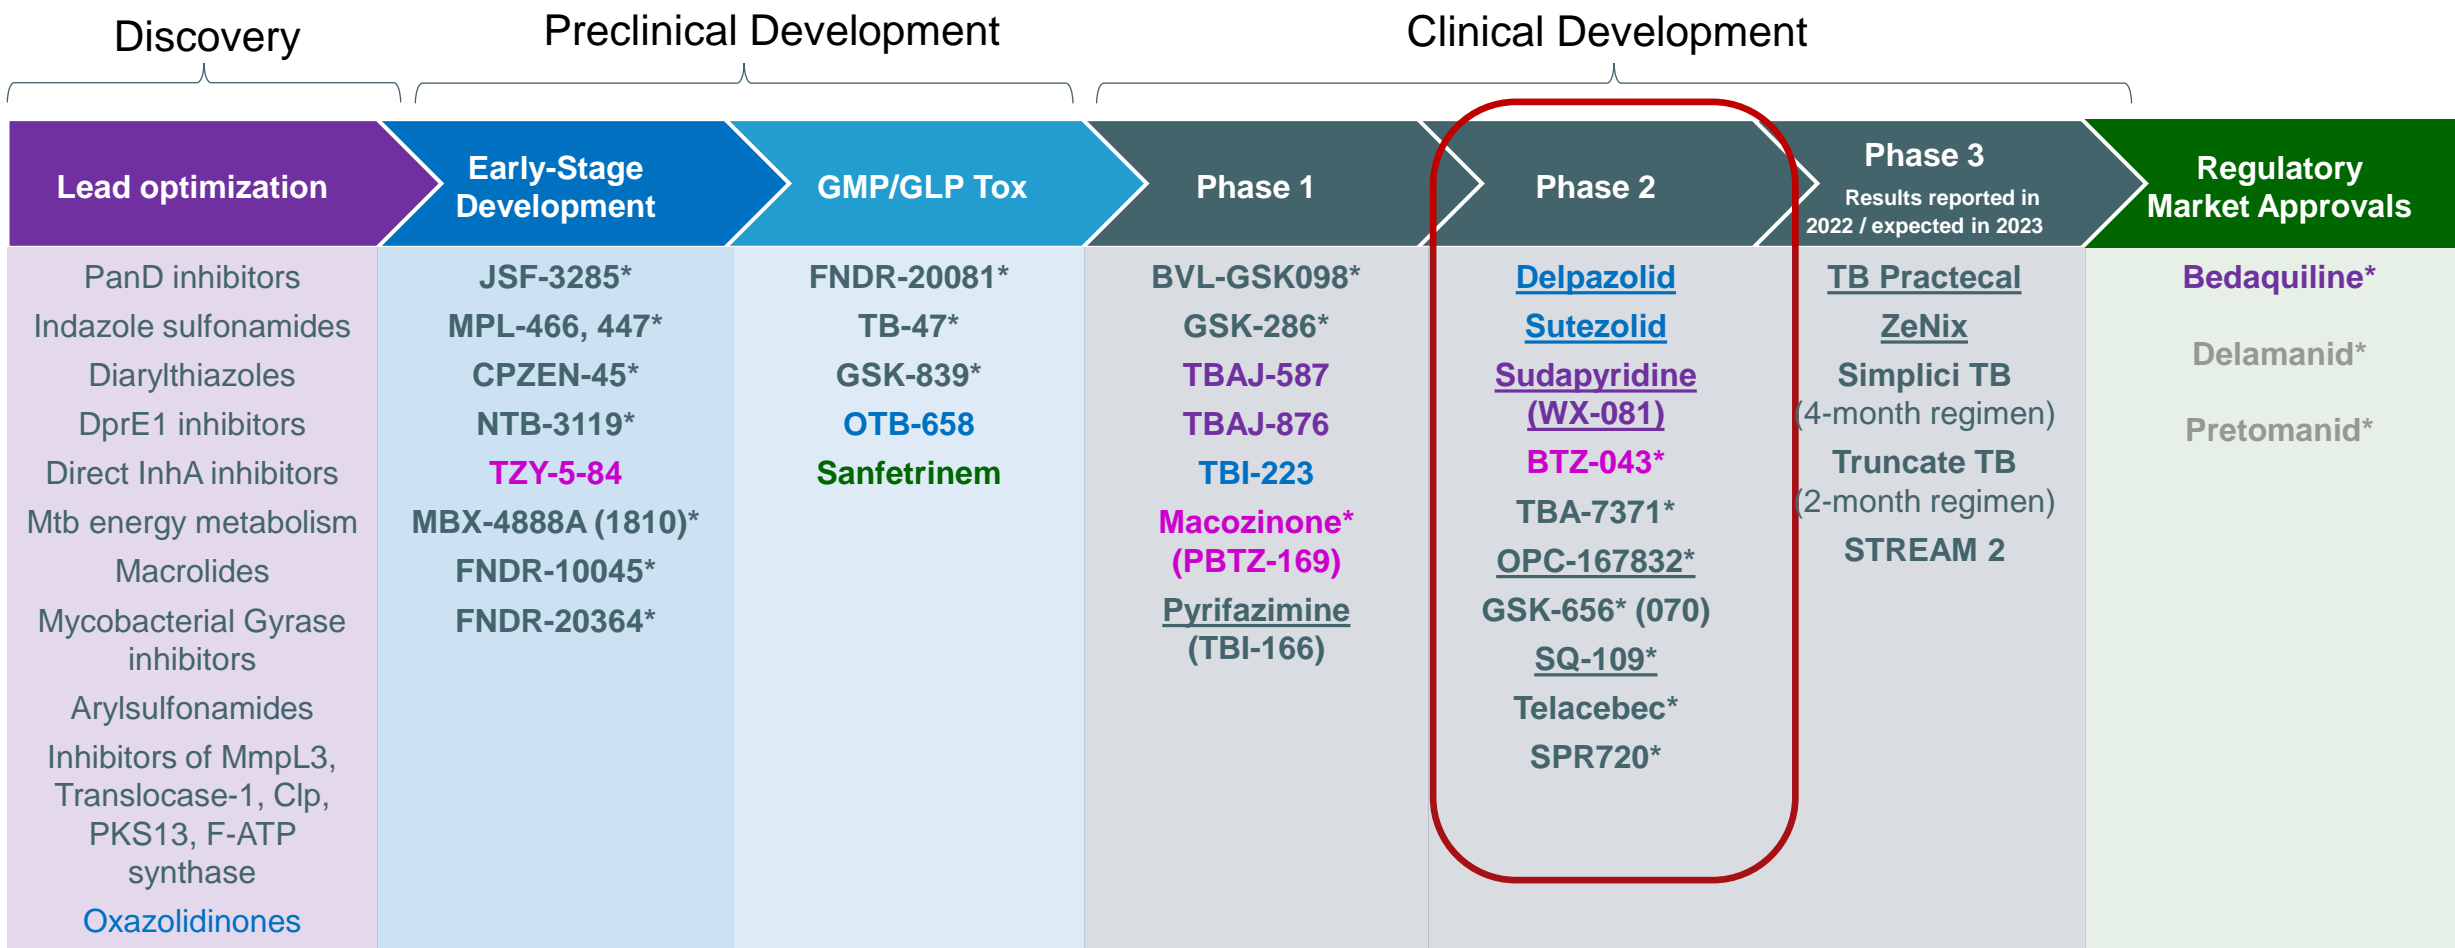 Discovery
Preclinical Development
Clinical Development
Lead optimization
Early-Stage
Development
GMP/GLP Tox
Phase 1
Phase 2
Phase 3
Results reported in
2022 / expected in 2023
Regulatory
Market Approvals
PanD inhibitors
Indazole sulfonamides
Diarylthiazoles
DprE1 inhibitors
Direct InhA inhibitors
Mtb energy metabolism
Macrolides
Mycobacterial Gyrase
inhibitors
Arylsulfonamides
Inhibitors of MmpL3,
Translocase-1, Clp,
PKS13, F-ATP
synthase
Oxazolidinones
JSF-3285*
MPL-466, 447*
CPZEN-45*
NTB-3119*
TZY-5-84
MBX-4888A (1810)*
FNDR-10045*
FNDR-20364*
FNDR-20081*
TB-47*
GSK-839*
OTB-658
Sanfetrinem
BVL-GSK098*
GSK-286*
TBAJ-587
TBAJ-876
TBI-223
Macozinone*
(PBTZ-169)
Pyrifazimine
(TBI-166)
Delpazolid
Sutezolid
Sudapyridine
(WX-081)
BTZ-043*
TBA-7371*
OPC-167832*
GSK-656* (070)
SQ-109*
Telacebec*
SPR720*
TB Practecal
ZeNix
Simplici TB
(4-month regimen)
Truncate TB
(2-month regimen)
STREAM 2
Bedaquiline*
Delamanid*
Pretomanid*